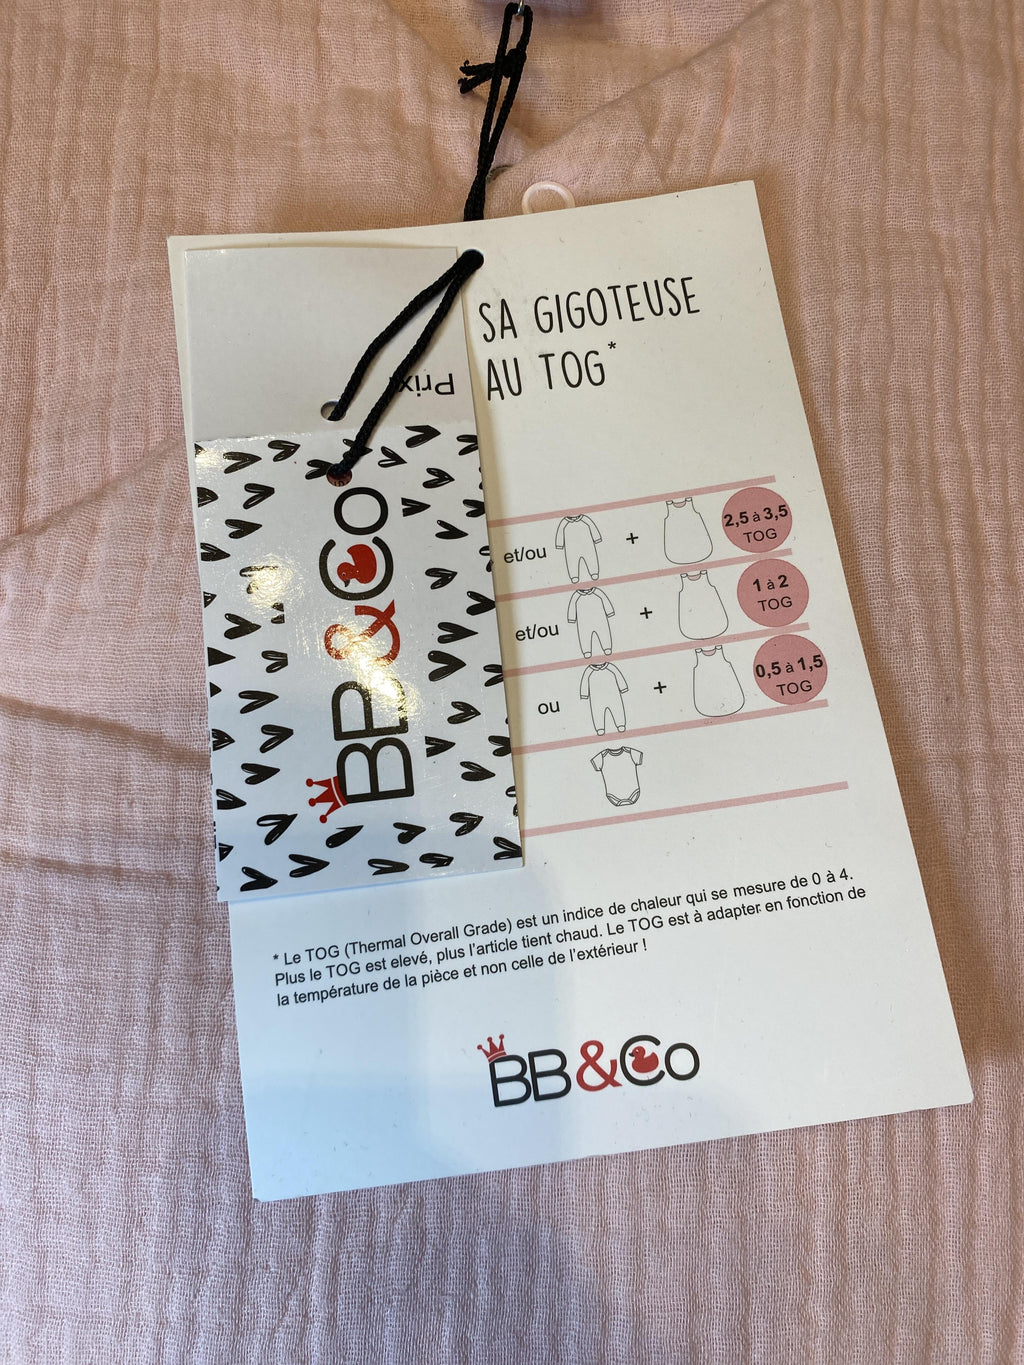 SA GIGOTEUSE
AU TOG*
Prix
BB&Co
et/ou + 2,5 à 3,5 TOG
et/ou + 1 à 2 TOG
ou + 0,5 à 1,5 TOG
* Le TOG (Thermal Overall Grade) est un indice de chaleur qui se mesure de 0 à 4.
Plus le TOG est elevé, plus l'article tient chaud. Le TOG est à adapter en fonction de
la température de la pièce et non celle de l'extérieur !
BB&Co